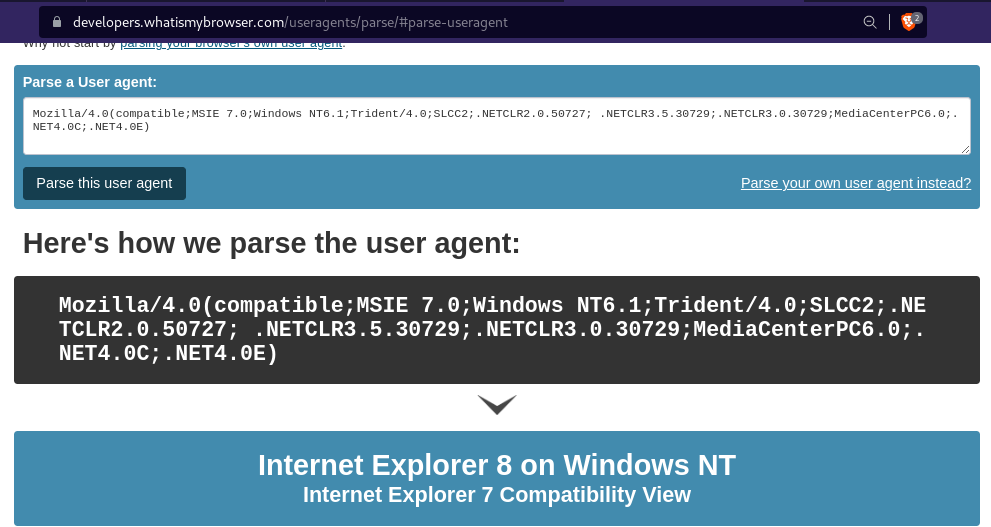 developers.whatismybrowser.com/useragents/parse/#parse-useragent
2
Why not start by parsing your browser's own user agent.
Parse a User agent:
Mozilla/4.0(compatible;MSIE 7.0;Windows NT6.1;Trident/4.0;SLCC2;.NETCLR2.0.50727; .NETCLR3.5.30729;.NETCLR3.0.30729;MediaCenterPC6.0;.
NET4.0C;.NET4.0E)
Parse this user agent
Parse your own user agent instead?
Here's how we parse the user agent:
Mozilla/4.0(compatible;MSIE 7.0;Windows NT6.1;Trident/4.0;SLCC2;.NE
TCLR2.0.50727; .NETCLR3.5.30729;.NETCLR3.0.30729;MediaCenterPC6.0;.
NET4.0C;.NET4.0E)
Internet Explorer 8 on Windows NT
Internet Explorer 7 Compatibility View